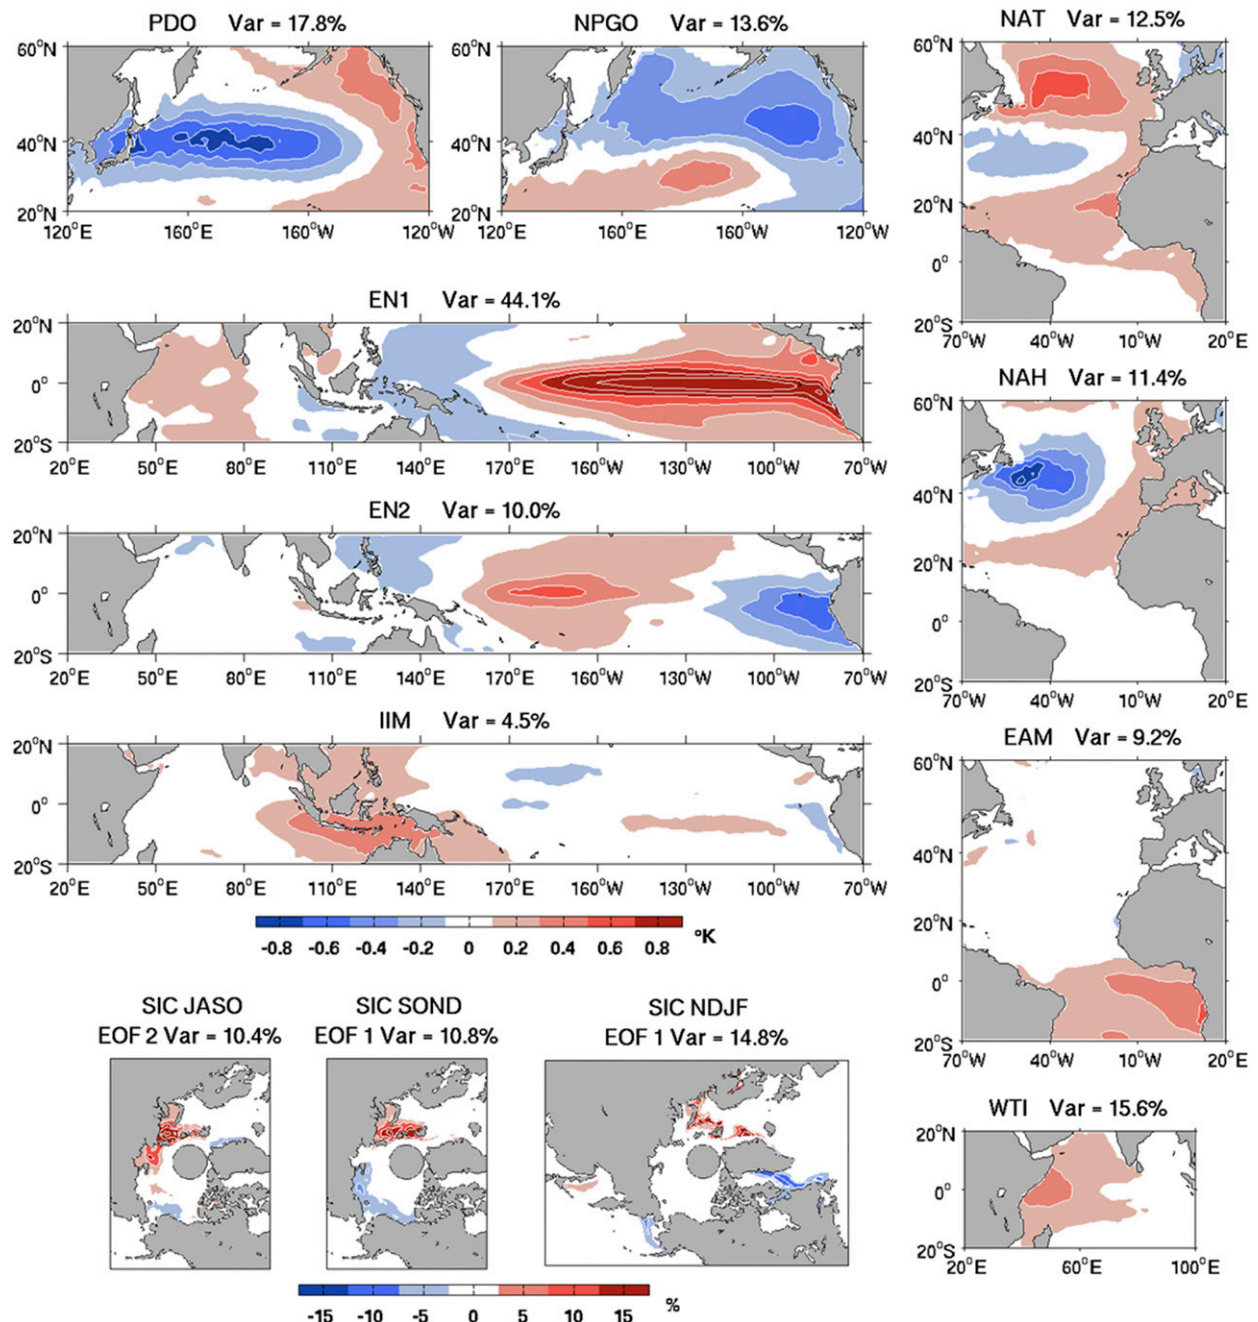 PDO Var = 17.8%
60°N
40°N
20°N
120°E 160°E 160°W 120°W
NPGO Var = 13.6%
60°N
40°N
20°N
120°E 160°E 160°W 120°W
NAT Var = 12.5%
60°N
40°N
20°N
0°
20°S
70°W 40°W 10°W 20°E
EN1 Var = 44.1%
20°N
0°
20°S
20°E 50°E 80°E 110°E 140°E 170°E 160°W 130°W 100°W 70°W
NAH Var = 11.4%
60°N
40°N
20°N
0°
20°S
70°W 40°W 10°W 20°E
EN2 Var = 10.0%
20°N
0°
20°S
20°E 50°E 80°E 110°E 140°E 170°E 160°W 130°W 100°W 70°W
IIM Var = 4.5%
20°N
0°
20°S
20°E 50°E 80°E 110°E 140°E 170°E 160°W 130°W 100°W 70°W
-0.8 -0.6 -0.4 -0.2 0 0.2 0.4 0.6 0.8
°K
EAM Var = 9.2%
60°N
40°N
20°N
0°
20°S
70°W 40°W 10°W 20°E
SIC JASO
EOF 2 Var = 10.4%
SIC SOND
EOF 1 Var = 10.8%
SIC NDJF
EOF 1 Var = 14.8%
WTI Var = 15.6%
20°N
0°
20°S
20°E 60°E 100°E
-15 -10 -5 0 5 10 15
%